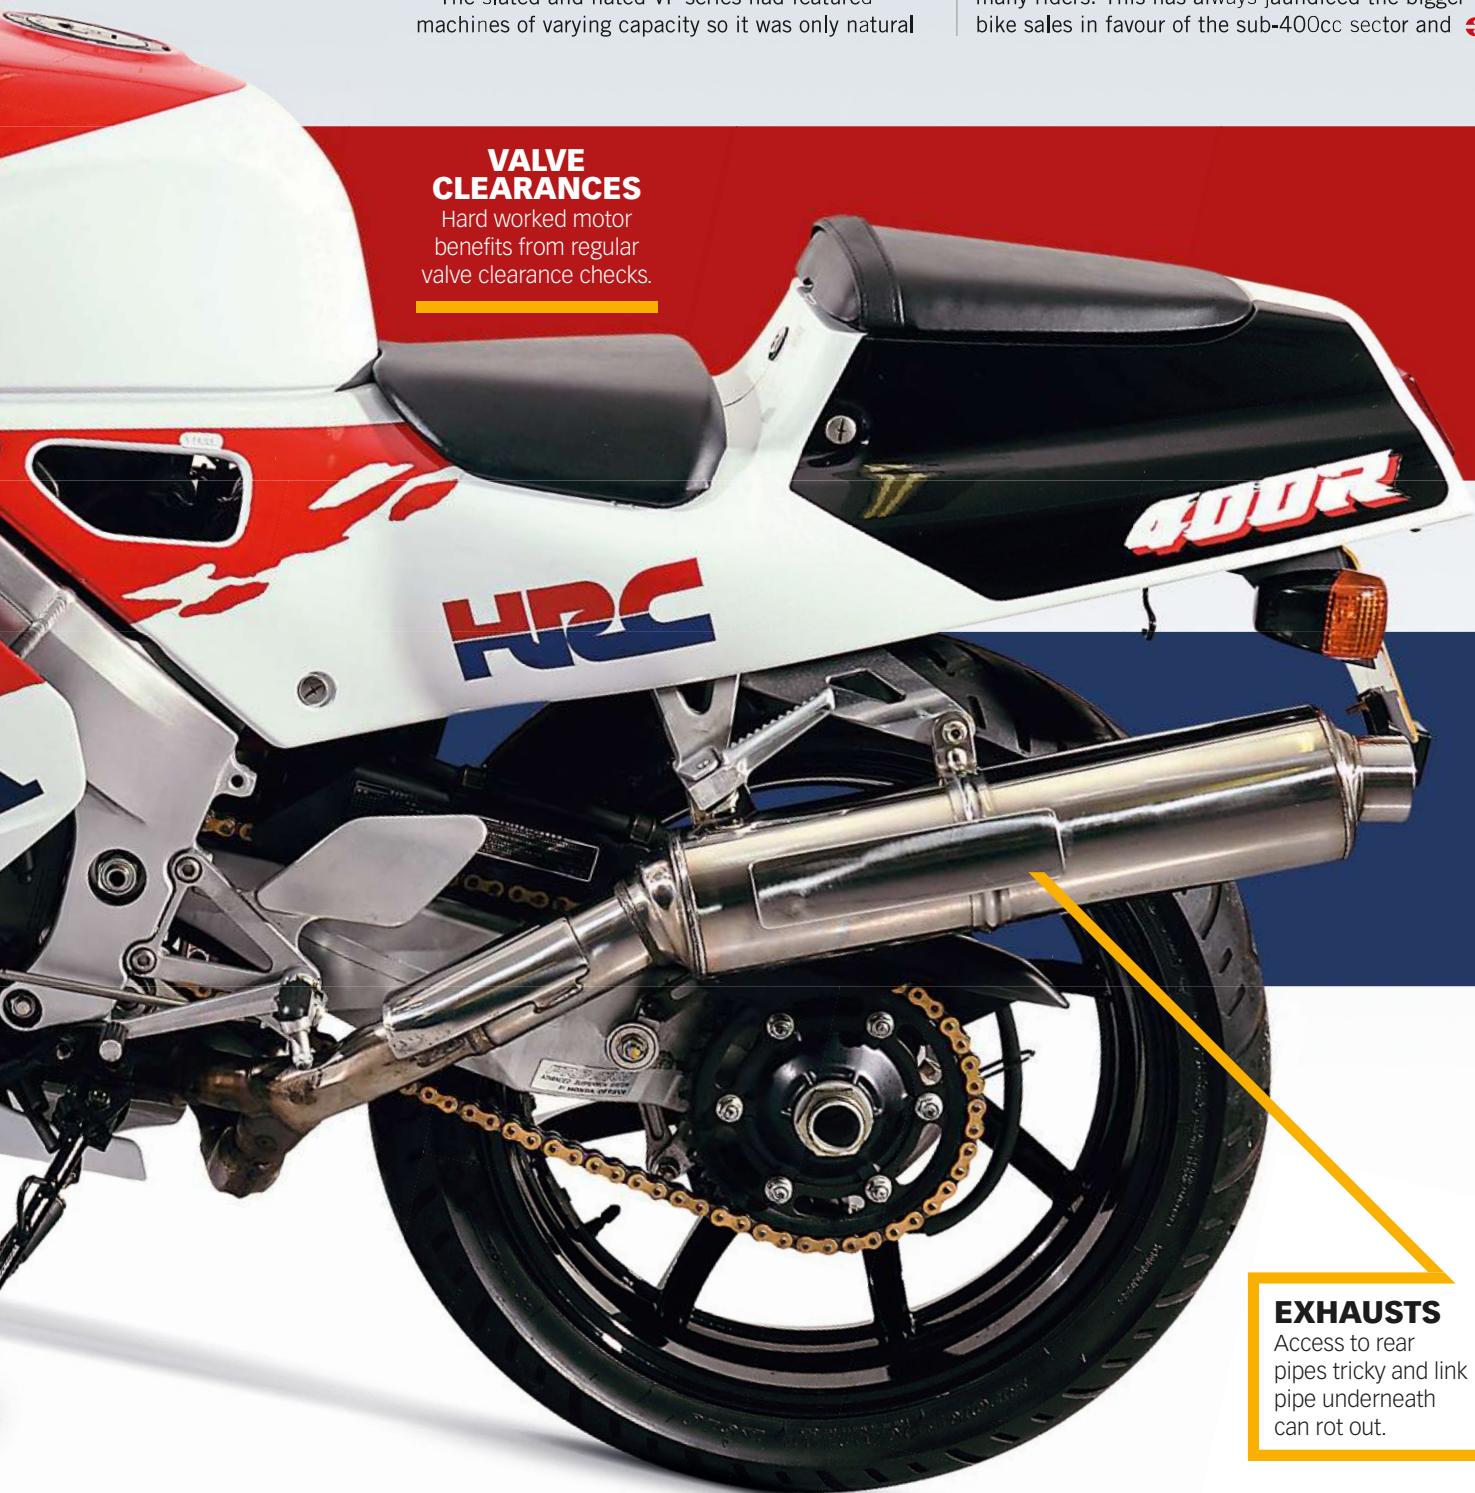 machines of varying capacity so it was only natural
bike sales in favour of the sub-400cc sector and
VALVE
CLEARANCES
Hard worked motor
benefits from regular
valve clearance checks.
400R
HRC
EXHAUSTS
Access to rear
pipes tricky and link
pipe underneath
can rot out.